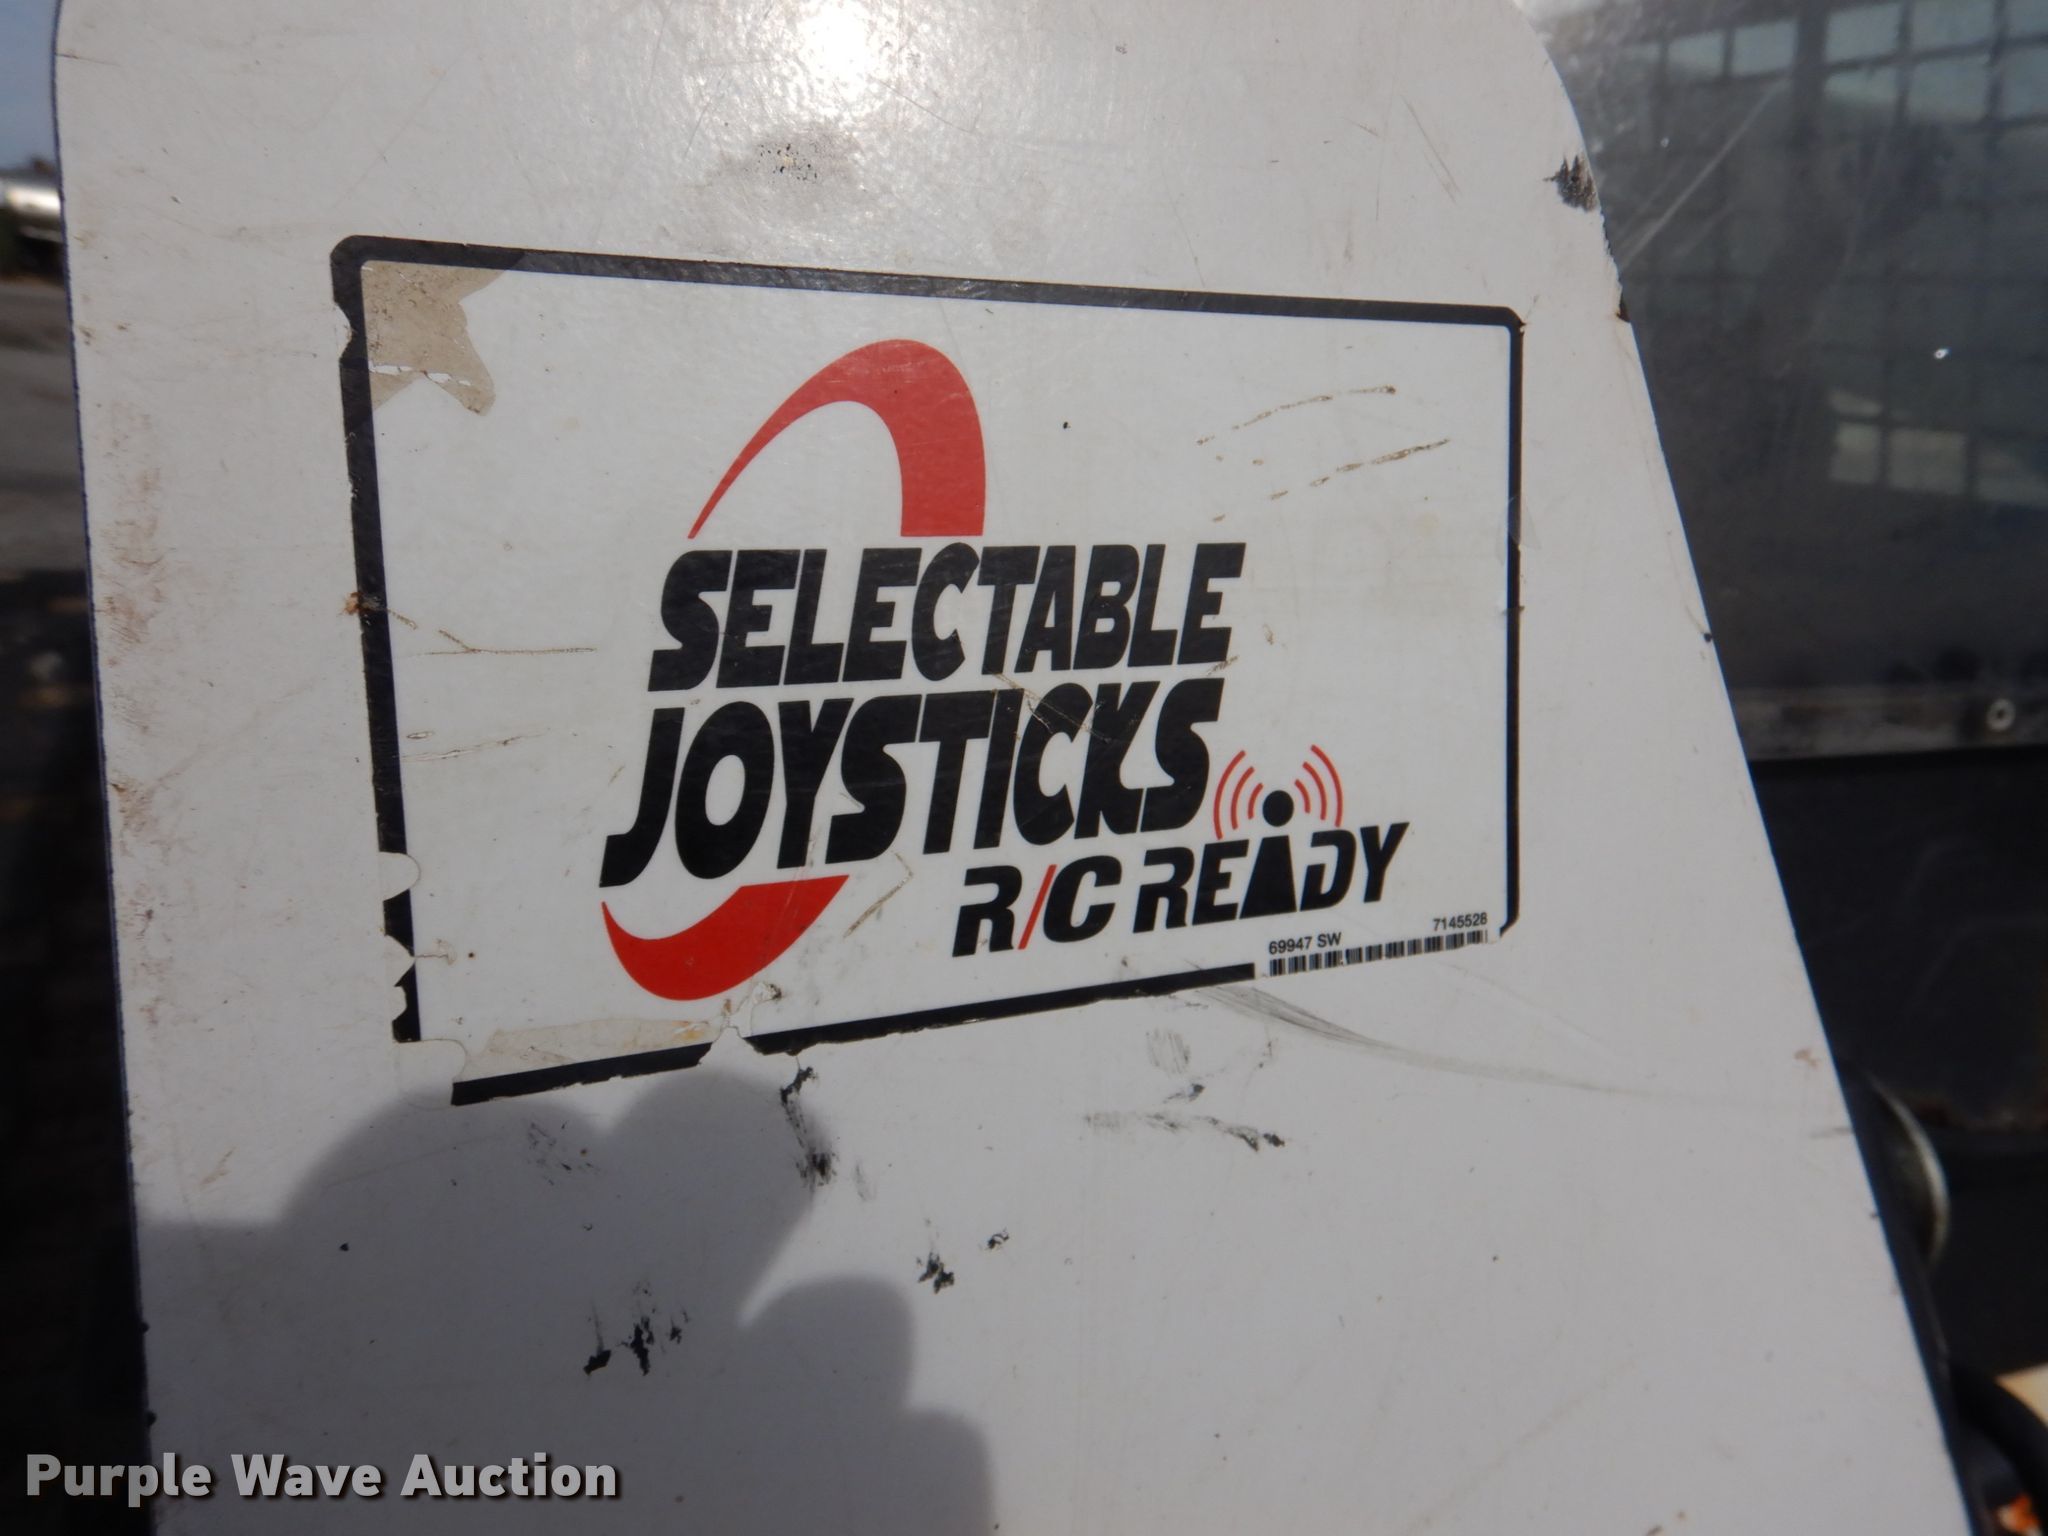 SELECTABLE
JOYSTICKS
R/C READY
7145528
69947 SW
Purple Wave Auction